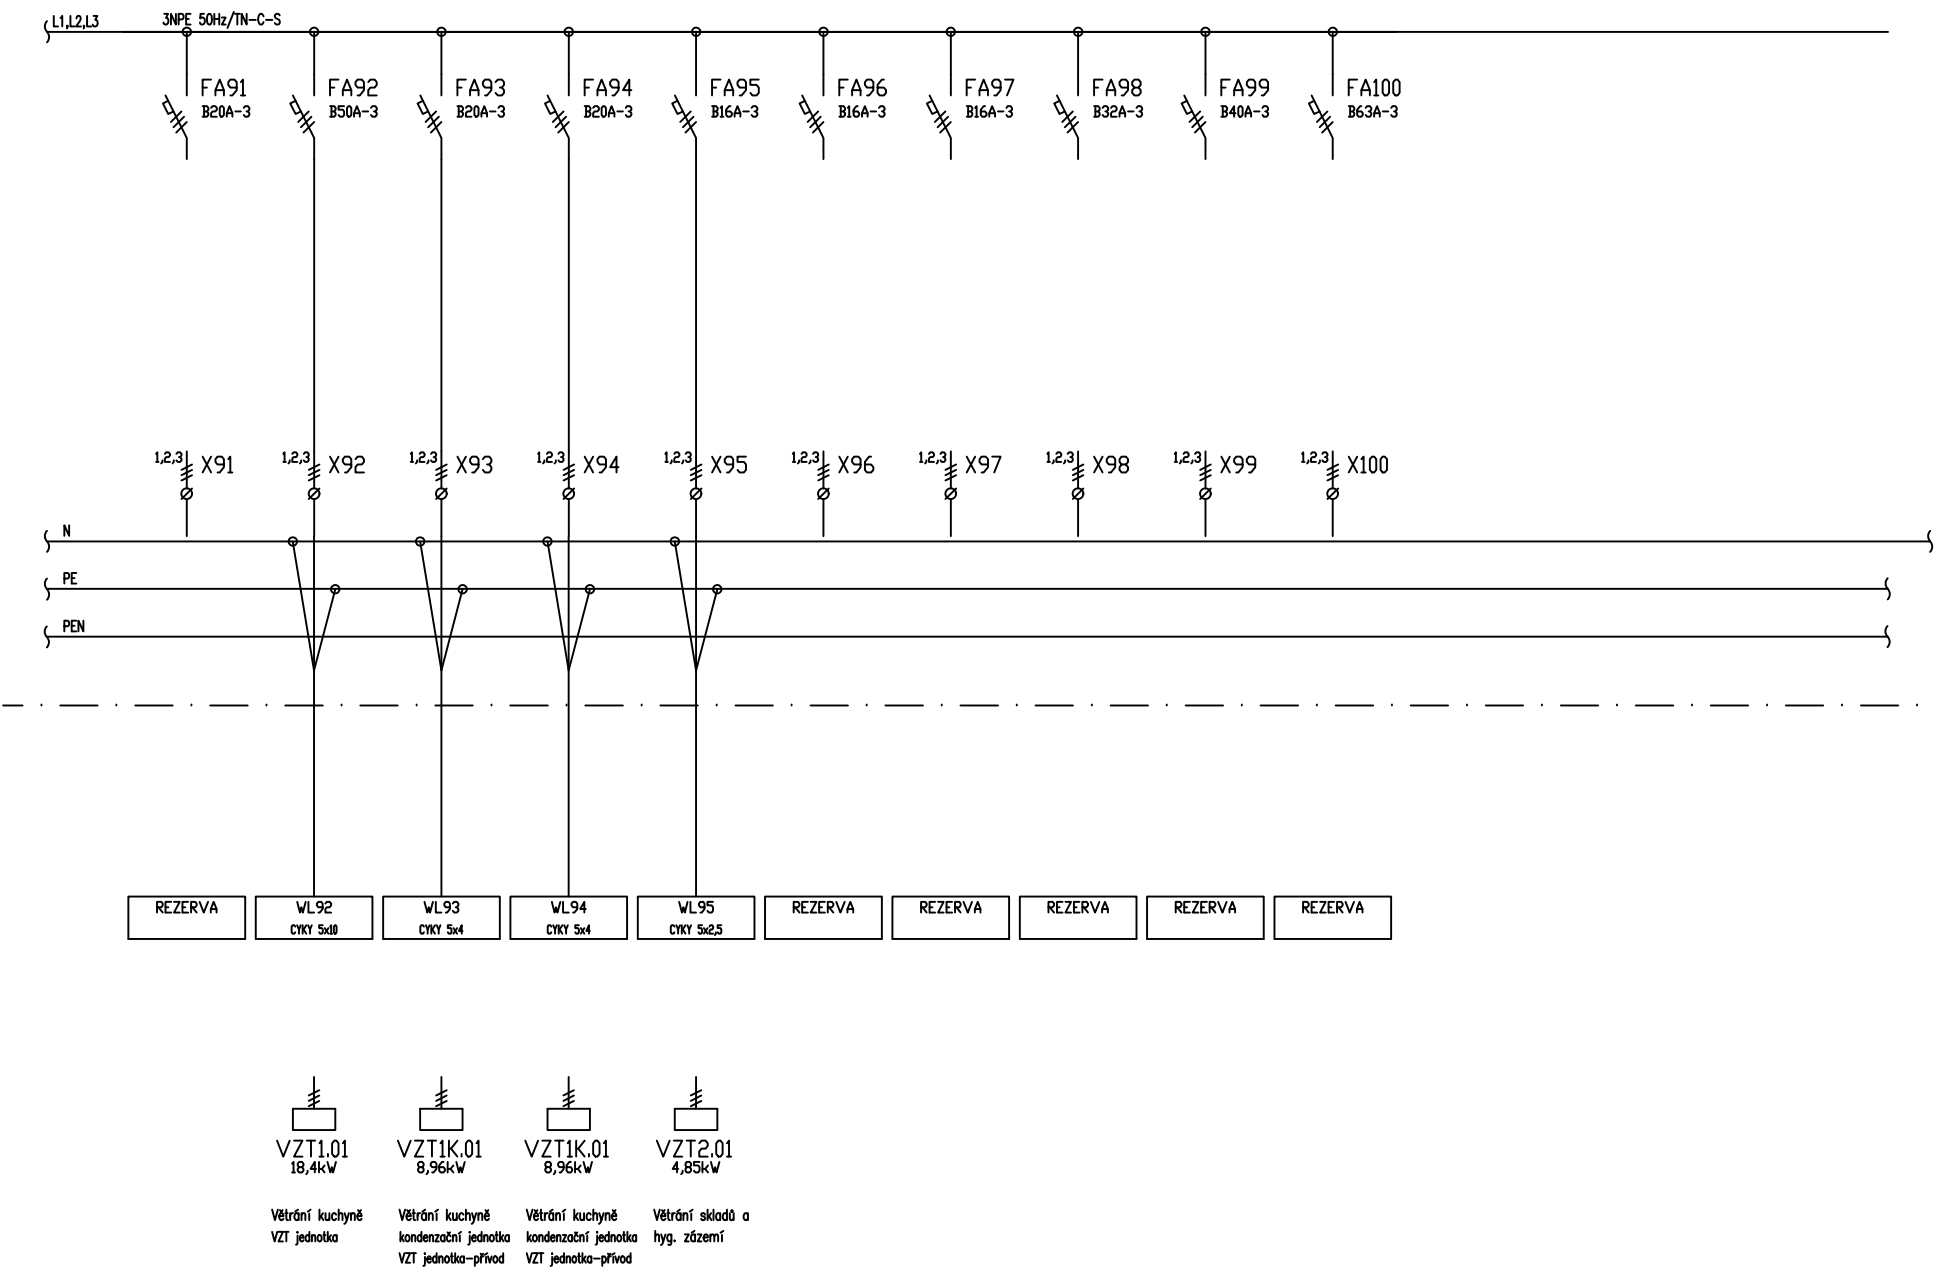 L1,L2,L3 3NPE 50Hz/TN-C-S
FA91 FA92 FA93 FA94 FA95 FA96 FA97 FA98 FA99 FA100
B20A-3 B50A-3 B20A-3 B20A-3 B16A-3 B16A-3 B16A-3 B32A-3 B40A-3 B63A-3
1,2,3 X91 1,2,3 X92 1,2,3 X93 1,2,3 X94 1,2,3 X95 1,2,3 X96 1,2,3 X97 1,2,3 X98 1,2,3 X99 1,2,3 X100
N
PE
PEN
REZERVA WL92 WL93 WL94 WL95 REZERVA REZERVA REZERVA REZERVA REZERVA
CYKY 5x10 CYKY 5x4 CYKY 5x4 CYKY 5x2,5
VZT1.01 VZT1K.01 VZT1K.01 VZT2.01
18,4kW 8,96kW 8,96kW 4,85kW
Větrání kuchyně
VZT jednotka
Větrání kuchyně
kondenzační jednotka
VZT jednotka-přívod
Větrání kuchyně
kondenzační jednotka
VZT jednotka-přívod
Větrání skladů a
hyg. zázemí